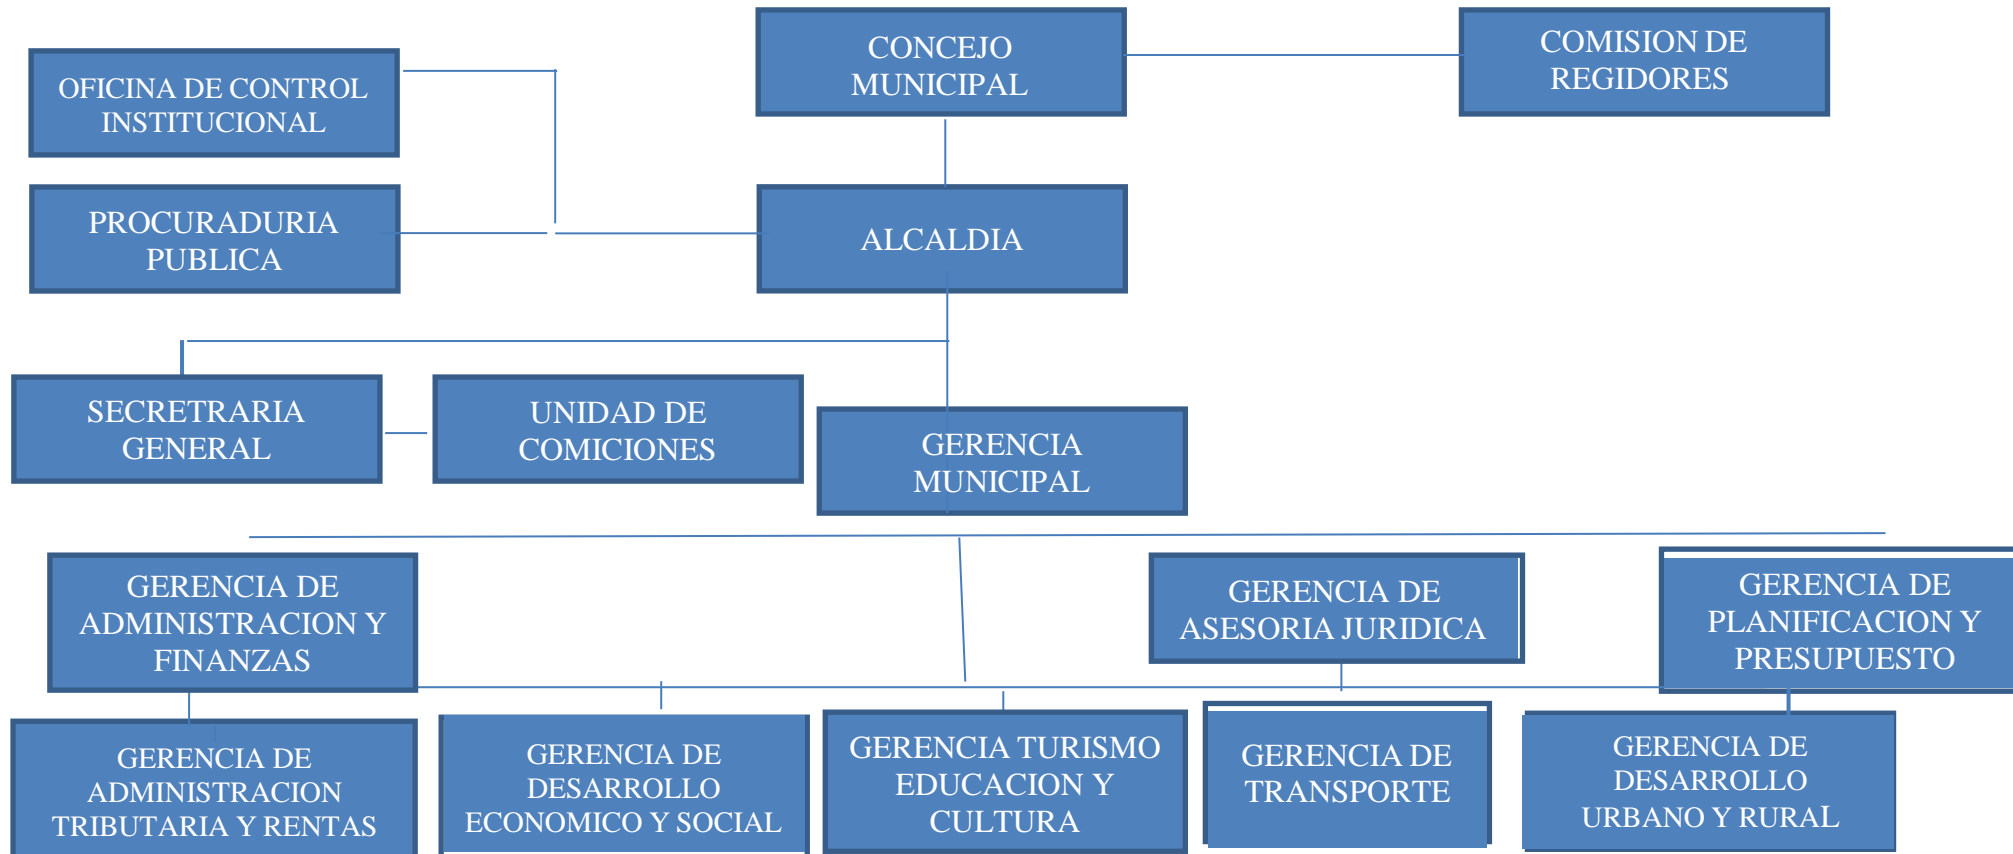 CONCEJO
MUNICIPAL
COMISION DE
REGIDORES
OFICINA DE CONTROL
INSTITUCIONAL
PROCURADURIA
PUBLICA
ALCALDIA
SECRETRARIA
GENERAL
UNIDAD DE
COMICIONES
GERENCIA
MUNICIPAL
GERENCIA DE
ADMINISTRACION Y
FINANZAS
GERENCIA DE
ASESORIA JURIDICA
GERENCIA DE
PLANIFICACION Y
PRESUPUESTO
GERENCIA DE
ADMINISTRACION
TRIBUTARIA Y RENTAS
GERENCIA DE
DESARROLLO
ECONOMICO Y SOCIAL
GERENCIA TURISMO
EDUCACION Y
CULTURA
GERENCIA DE
TRANSPORTE
GERENCIA DE
DESARROLLO
URBANO Y RURAL